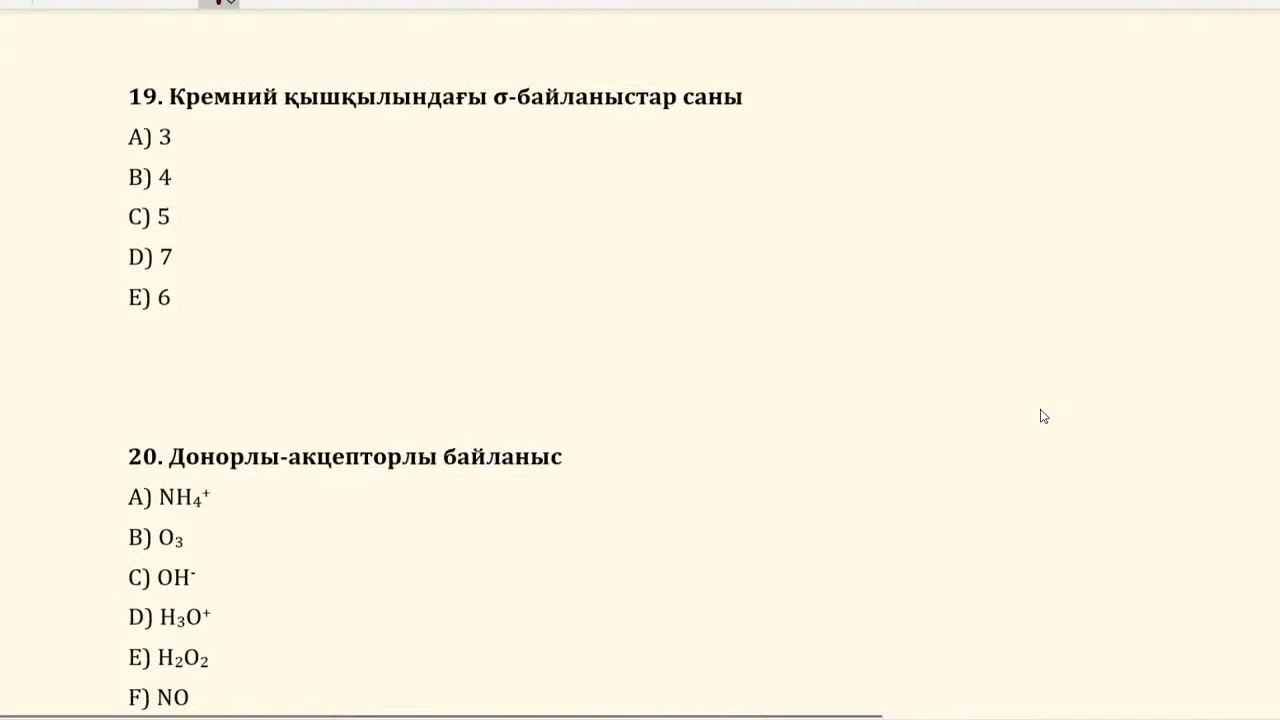 19. Кремний қышқылындағы σ-байланыстар саны
A) 3
B) 4
C) 5
D) 7
E) 6
20. Донорлы-акцепторлы байланыс
A) NH₄⁺
B) O₃
C) OH⁻
D) H₃O⁺
E) H₂O₂
F) NO